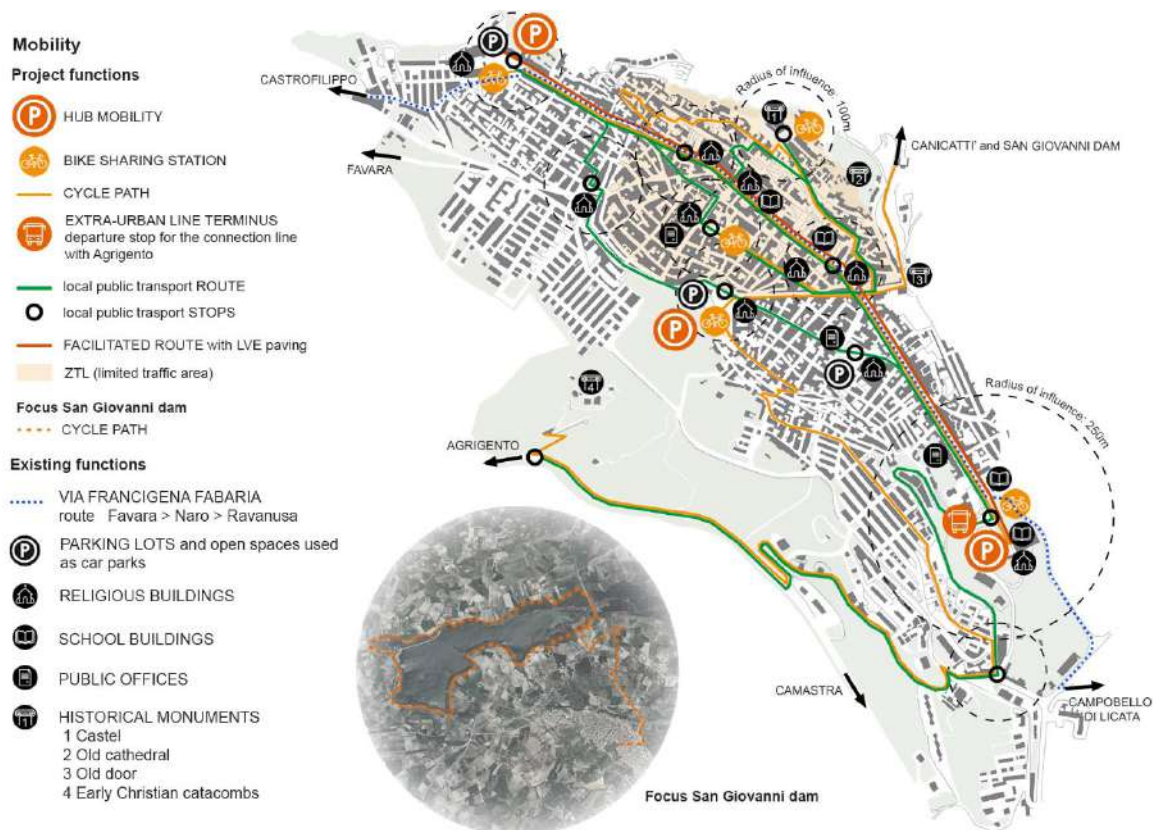 Mobility
Project functions
P
HUB MOBILITY
BIKE SHARING STATION
CYCLE PATH
EXTRA-URBAN LINE TERMINUS
departure stop for the connection line
with Agrigento
local public transport ROUTE
local public trasport STOPS
FACILITATED ROUTE with LVE paving
ZTL (limited traffic area)
Focus San Giovanni dam
CYCLE PATH
Existing functions
VIA FRANCIGENA FABARIA
route Favara > Naro > Ravanusa
P
PARKING LOTS and open spaces used
as car parks
RELIGIOUS BUILDINGS
SCHOOL BUILDINGS
PUBLIC OFFICES
1
HISTORICAL MONUMENTS
1 Castel
2 Old cathedral
3 Old door
4 Early Christian catacombs
P
P
CASTROFILIPPO
FAVARA
Radius of influence: 100m
1
2
CANICATTI' and SAN GIOVANNI DAM
3
P
P
P
4
AGRIGENTO
Radius of influence: 250m
P
CAMASTRA
CAMPOBELLO
DI LICATA
Focus San Giovanni dam